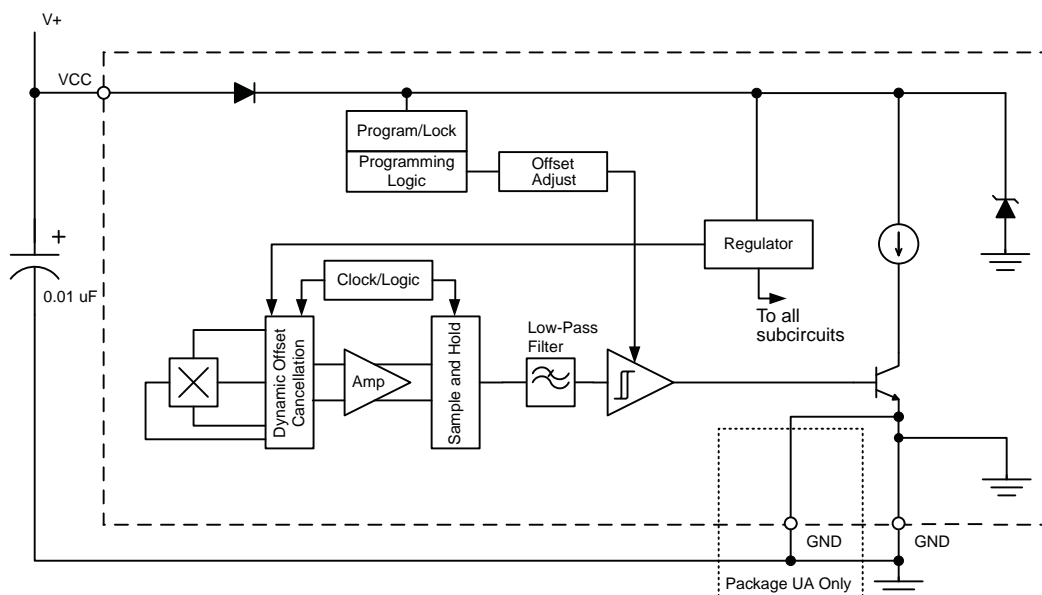 V+
VCC
Program/Lock
Programming
Logic
Offset
Adjust
Regulator
+
Clock/Logic
0.01 uF
To all
subcircuits
Low-Pass
Filter
Dynamic Offset
Cancellation
Amp
Sample and Hold
GND
GND
Package UA Only